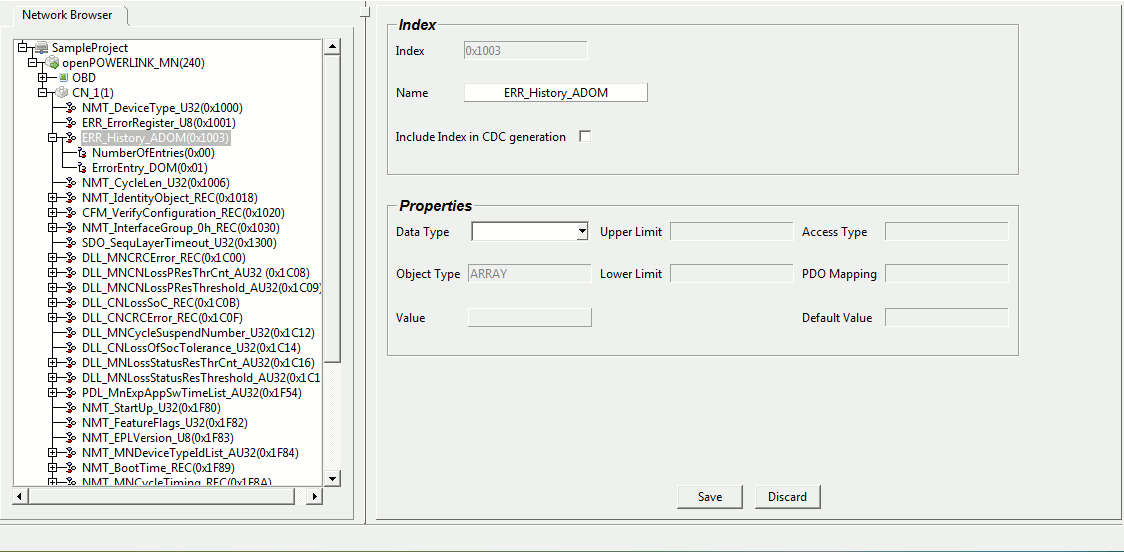 Network Browser
SampleProject
openPOWERLINK_MN(240)
OBD
CN_1(1)
NMT_DeviceType_U32(0x1000)
ERR_ErrorRegister_U8(0x1001)
ERR_History_ADOM(0x1003)
NumberOfEntries(0x00)
ErrorEntry_DOM(0x01)
NMT_CycleLen_U32(0x1006)
NMT_IdentityObject_REC(0x1018)
CFM_VerifyConfiguration_REC(0x1020)
NMT_InterfaceGroup_0h_REC(0x1030)
SDO_SequLayerTimeout_U32(0x1300)
DLL_MNCRCError_REC(0x1C00)
DLL_MNCNLossPResThrCnt_AU32(0x1C08)
DLL_MNCNLossPResThreshold_AU32(0x1C09)
DLL_CNLossSoC_REC(0x1C0B)
DLL_CNCRCError_REC(0x1C0F)
DLL_MNCycleSuspendNumber_U32(0x1C12)
DLL_CNLossOfSocTolerance_U32(0x1C14)
DLL_MNLossStatusResThrCnt_AU32(0x1C16)
DLL_MNLossStatusResThreshold_AU32(0x1C1
PDL_MnExpAppSwTimeList_AU32(0x1F54)
NMT_StartUp_U32(0x1F80)
NMT_FeatureFlags_U32(0x1F82)
NMT_EPLVersion_U8(0x1F83)
NMT_MNDeviceTypeIdList_AU32(0x1F84)
NMT_BootTime_REC(0x1F89)
NMT_MNCycleTiming_REC(0x1F8A)
Index
Index 0x1003
Name ERR_History_ADOM
Include Index in CDC generation
Properties
Data Type Upper Limit Access Type
Object Type ARRAY Lower Limit PDO Mapping
Value Default Value
Save Discard